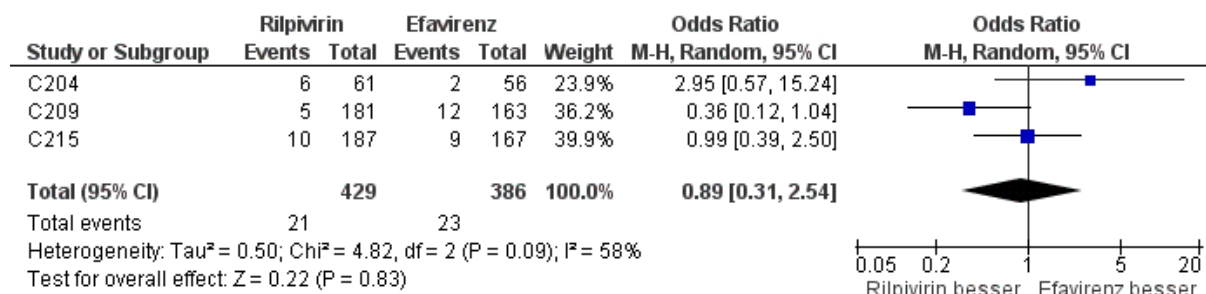 Rilpivirin Efavirenz Odds Ratio Odds Ratio
Study or Subgroup Events Total Events Total Weight M-H, Random, 95% CI M-H, Random, 95% CI
C204 6 61 2 56 23.9% 2.95 [0.57, 15.24]
C209 5 181 12 163 36.2% 0.36 [0.12, 1.04]
C215 10 187 9 167 39.9% 0.99 [0.39, 2.50]
Total (95% CI) 429 386 100.0% 0.89 [0.31, 2.54]
Total events 21 23
Heterogeneity: Tau² = 0.50; Chi² = 4.82, df = 2 (P = 0.09); I² = 58%
Test for overall effect: Z = 0.22 (P = 0.83)
0.05 0.2 1 5 20
Rilpivirin besser Efavirenz besser